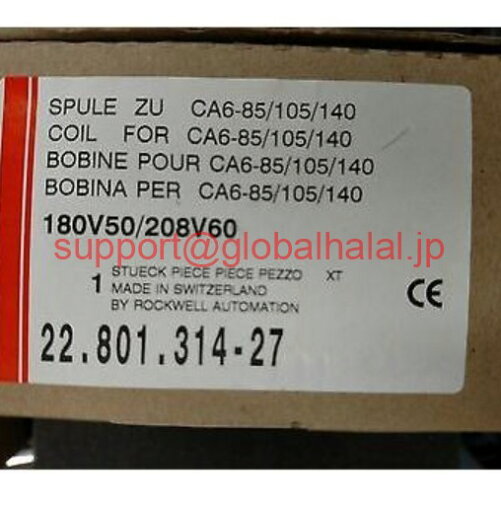 SPULE ZU CA6-85/105/140
COIL FOR CA6-85/105/140
BOBINE POUR CA6-85/105/140
BOBINA PER CA6-85/105/140
180V50/208V60
support@globalhalal.jp
1 STUECK PIECE PIECE PEZZO XT
MADE IN SWITZERLAND
BY ROCKWELL AUTOMATION
CE
22.801.314-27